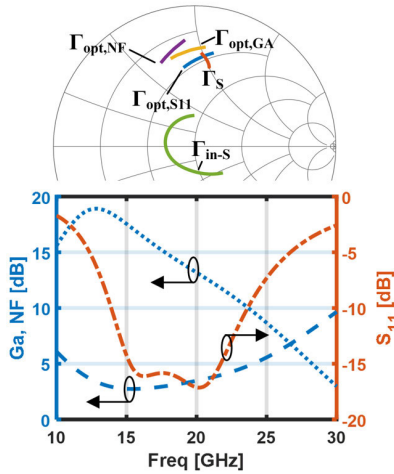 Γopt,NF
Γopt,GA
ΓS
Γopt,S11
Γin-S
20
15
10
5
0
Ga, NF [dB]
0
-5
-10
-15
-20
S11 [dB]
10 15 20 25 30
Freq [GHz]